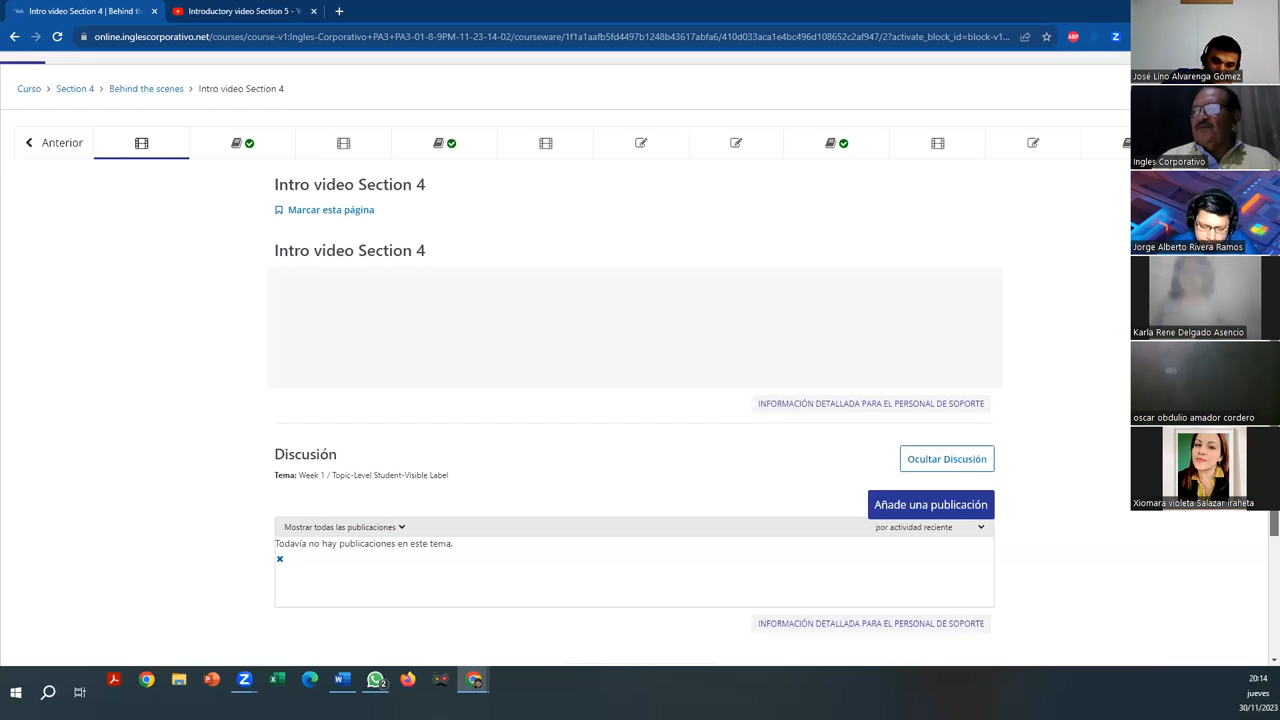 Intro video Section 4 | Behind th
Introductory video Section 5 - Y
online.inglescorporativo.net/courses/course-v1:Ingles-Corporativo+PA3+PA3-01-8-9PM-11-23-14-02/courseware/1f1a1aafb5fd4497b1248b43617abfa6/410d033aca1e4bc496d108652c2af947/2?activate_block_id=block-v1...
Curso
Section 4
Behind the scenes
Intro video Section 4
Anterior
Intro video Section 4
Marcar esta página
Intro video Section 4
INFORMACIÓN DETALLADA PARA EL PERSONAL DE SOPORTE
Discusión
Ocultar Discusión
Tema: Week 1 / Topic-Level Student-Visible Label
Añade una publicación
Mostrar todas las publicaciones
por actividad reciente
Todavía no hay publicaciones en este tema.
INFORMACIÓN DETALLADA PARA EL PERSONAL DE SOPORTE
José Lino Alvarenga Gómez
Ingles Corporativo
Jorge Alberto Rivera Ramos
Karla Rene Delgado Asencio
oscar obdulio amador cordero
Xiomara violeta Salazar iraheta
20:14
jueves
30/11/2023